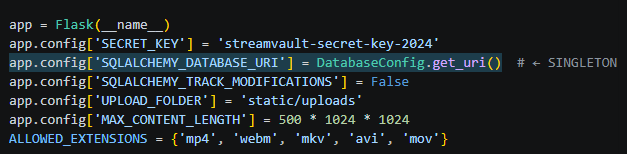 app = Flask(__name__)
app.config['SECRET_KEY'] = 'streamvault-secret-key-2024'
app.config['SQLALCHEMY_DATABASE_URI'] = DatabaseConfig.get_uri()  # ← SINGLETON
app.config['SQLALCHEMY_TRACK_MODIFICATIONS'] = False
app.config['UPLOAD_FOLDER'] = 'static/uploads'
app.config['MAX_CONTENT_LENGTH'] = 500 * 1024 * 1024
ALLOWED_EXTENSIONS = {'mp4', 'webm', 'mkv', 'avi', 'mov'}